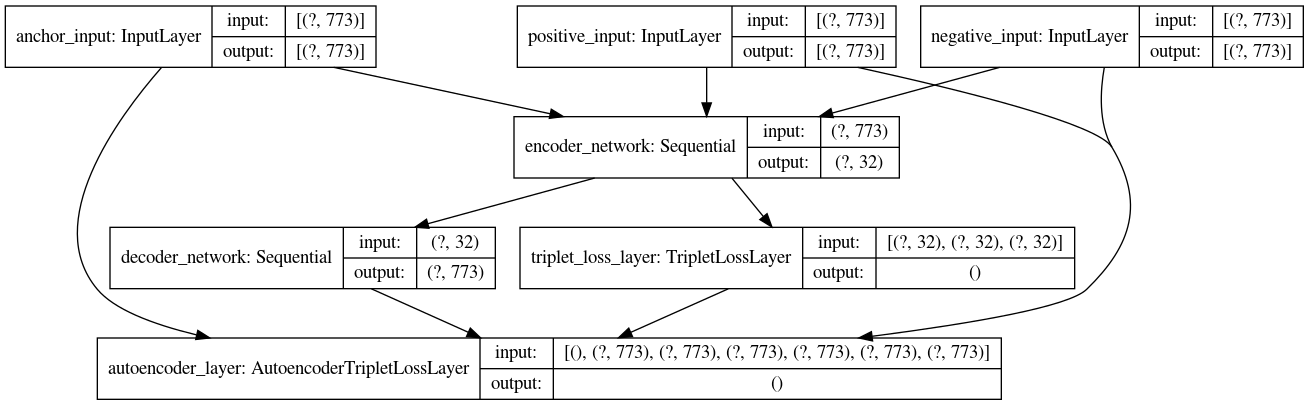 anchor_input: InputLayer
input: [(?, 773)]
output: [(?, 773)]
positive_input: InputLayer
input: [(?, 773)]
output: [(?, 773)]
negative_input: InputLayer
input: [(?, 773)]
output: [(?, 773)]
encoder_network: Sequential
input: (?, 773)
output: (?, 32)
decoder_network: Sequential
input: (?, 32)
output: (?, 773)
triplet_loss_layer: TripletLossLayer
input: [(?, 32), (?, 32), (?, 32)]
output: ()
autoencoder_layer: AutoencoderTripletLossLayer
input: [(), (?, 773), (?, 773), (?, 773), (?, 773), (?, 773), (?, 773)]
output: ()